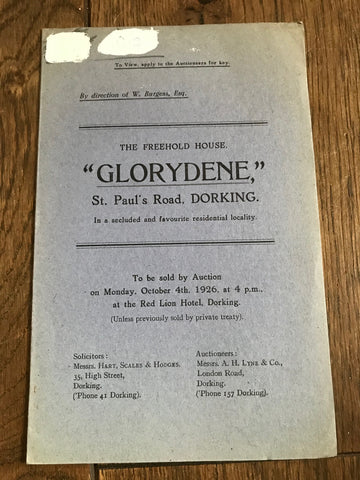 To View, apply to the Auctioneers for key.
By direction of W. Burgess, Esq.
THE FREEHOLD HOUSE.
"GLORYDENE,"
St. Paul's Road, DORKING.
In a secluded and favourite residential locality.
To be sold by Auction
on Monday, October 4th, 1926, at 4 p.m.,
at the Red Lion Hotel, Dorking.
(Unless previously sold by private treaty).
Solicitors :
Messrs. HART, SCALES & HODGES.
35, High Street,
Dorking.
('Phone 41 Dorking).
Auctioneers :
Messrs. A. H. LYNE & Co.,
London Road,
Dorking.
('Phone 157 Dorking).